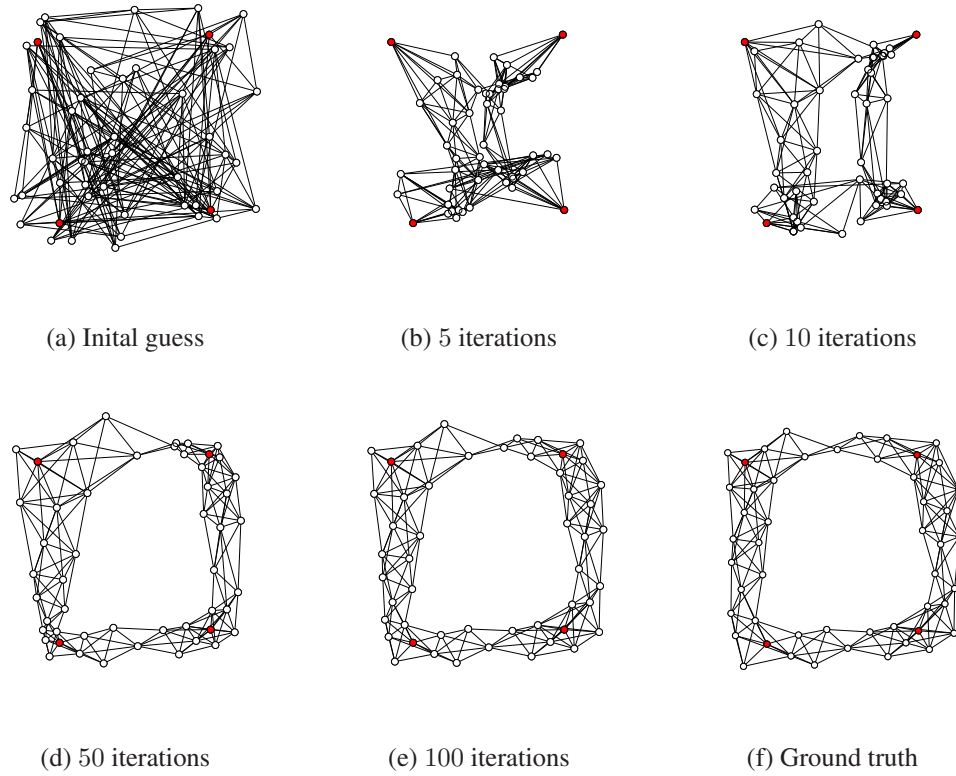 (a) Inital guess
(b) 5 iterations
(c) 10 iterations
(d) 50 iterations
(e) 100 iterations
(f) Ground truth